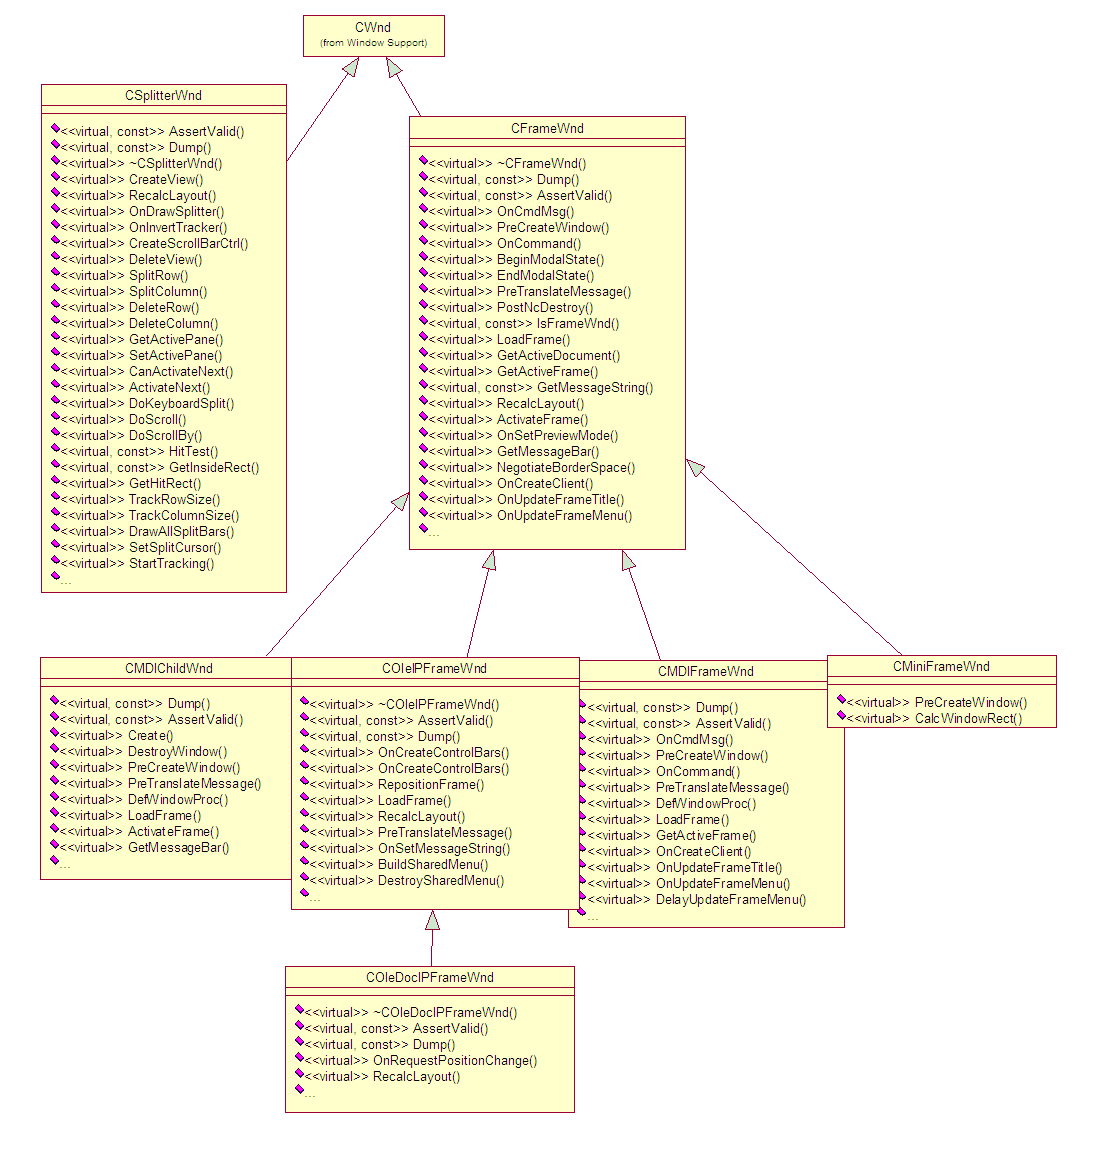 CWnd
(from Window Support)
CSplitterWnd
<<virtual, const>> AssertValid()
<<virtual, const>> Dump()
<<virtual>> ~CSplitterWnd()
<<virtual>> CreateView()
<<virtual>> RecalcLayout()
<<virtual>> OnDrawSplitter()
<<virtual>> OnInvertTracker()
<<virtual>> CreateScrollBarCtrl()
<<virtual>> DeleteView()
<<virtual>> SplitRow()
<<virtual>> SplitColumn()
<<virtual>> DeleteRow()
<<virtual>> DeleteColumn()
<<virtual>> GetActivePane()
<<virtual>> SetActivePane()
<<virtual>> CanActivateNext()
<<virtual>> ActivateNext()
<<virtual>> DoKeyboardSplit()
<<virtual>> DoScroll()
<<virtual>> DoScrollBy()
<<virtual, const>> HitTest()
<<virtual, const>> GetInsideRect()
<<virtual>> GetHitRect()
<<virtual>> TrackRowSize()
<<virtual>> TrackColumnSize()
<<virtual>> DrawAllSplitBars()
<<virtual>> SetSplitCursor()
<<virtual>> StartTracking()
...
CFrameWnd
<<virtual>> ~CFrameWnd()
<<virtual, const>> Dump()
<<virtual, const>> AssertValid()
<<virtual>> OnCmdMsg()
<<virtual>> PreCreateWindow()
<<virtual>> OnCommand()
<<virtual>> BeginModalState()
<<virtual>> EndModalState()
<<virtual>> PreTranslateMessage()
<<virtual>> PostNcDestroy()
<<virtual, const>> IsFrameWnd()
<<virtual>> LoadFrame()
<<virtual>> GetActiveDocument()
<<virtual>> GetActiveFrame()
<<virtual, const>> GetMessageString()
<<virtual>> RecalcLayout()
<<virtual>> ActivateFrame()
<<virtual>> OnSetPreviewMode()
<<virtual>> GetMessageBar()
<<virtual>> NegotiateBorderSpace()
<<virtual>> OnCreateClient()
<<virtual>> OnUpdateFrameTitle()
<<virtual>> OnUpdateFrameMenu()
...
CMDIChildWnd
<<virtual, const>> Dump()
<<virtual, const>> AssertValid()
<<virtual>> Create()
<<virtual>> DestroyWindow()
<<virtual>> PreCreateWindow()
<<virtual>> PreTranslateMessage()
<<virtual>> DefWindowProc()
<<virtual>> LoadFrame()
<<virtual>> ActivateFrame()
<<virtual>> GetMessageBar()
...
COleIPFrameWnd
<<virtual>> ~COleIPFrameWnd()
<<virtual, const>> AssertValid()
<<virtual, const>> Dump()
<<virtual>> OnCreateControlBars()
<<virtual>> OnCreateControlBars()
<<virtual>> RepositionFrame()
<<virtual>> LoadFrame()
<<virtual>> RecalcLayout()
<<virtual>> PreTranslateMessage()
<<virtual>> OnSetMessageString()
<<virtual>> BuildSharedMenu()
<<virtual>> DestroySharedMenu()
...
CMDIFrameWnd
<<virtual, const>> Dump()
<<virtual, const>> AssertValid()
<<virtual>> OnCmdMsg()
<<virtual>> PreCreateWindow()
<<virtual>> OnCommand()
<<virtual>> PreTranslateMessage()
<<virtual>> DefWindowProc()
<<virtual>> LoadFrame()
<<virtual>> GetActiveFrame()
<<virtual>> OnCreateClient()
<<virtual>> OnUpdateFrameTitle()
<<virtual>> OnUpdateFrameMenu()
<<virtual>> DelayUpdateFrameMenu()
...
CMiniFrameWnd
<<virtual>> PreCreateWindow()
<<virtual>> CalcWindowRect()
COleDocIPFrameWnd
<<virtual>> ~COleDocIPFrameWnd()
<<virtual, const>> AssertValid()
<<virtual, const>> Dump()
<<virtual>> OnRequestPositionChange()
<<virtual>> RecalcLayout()
...